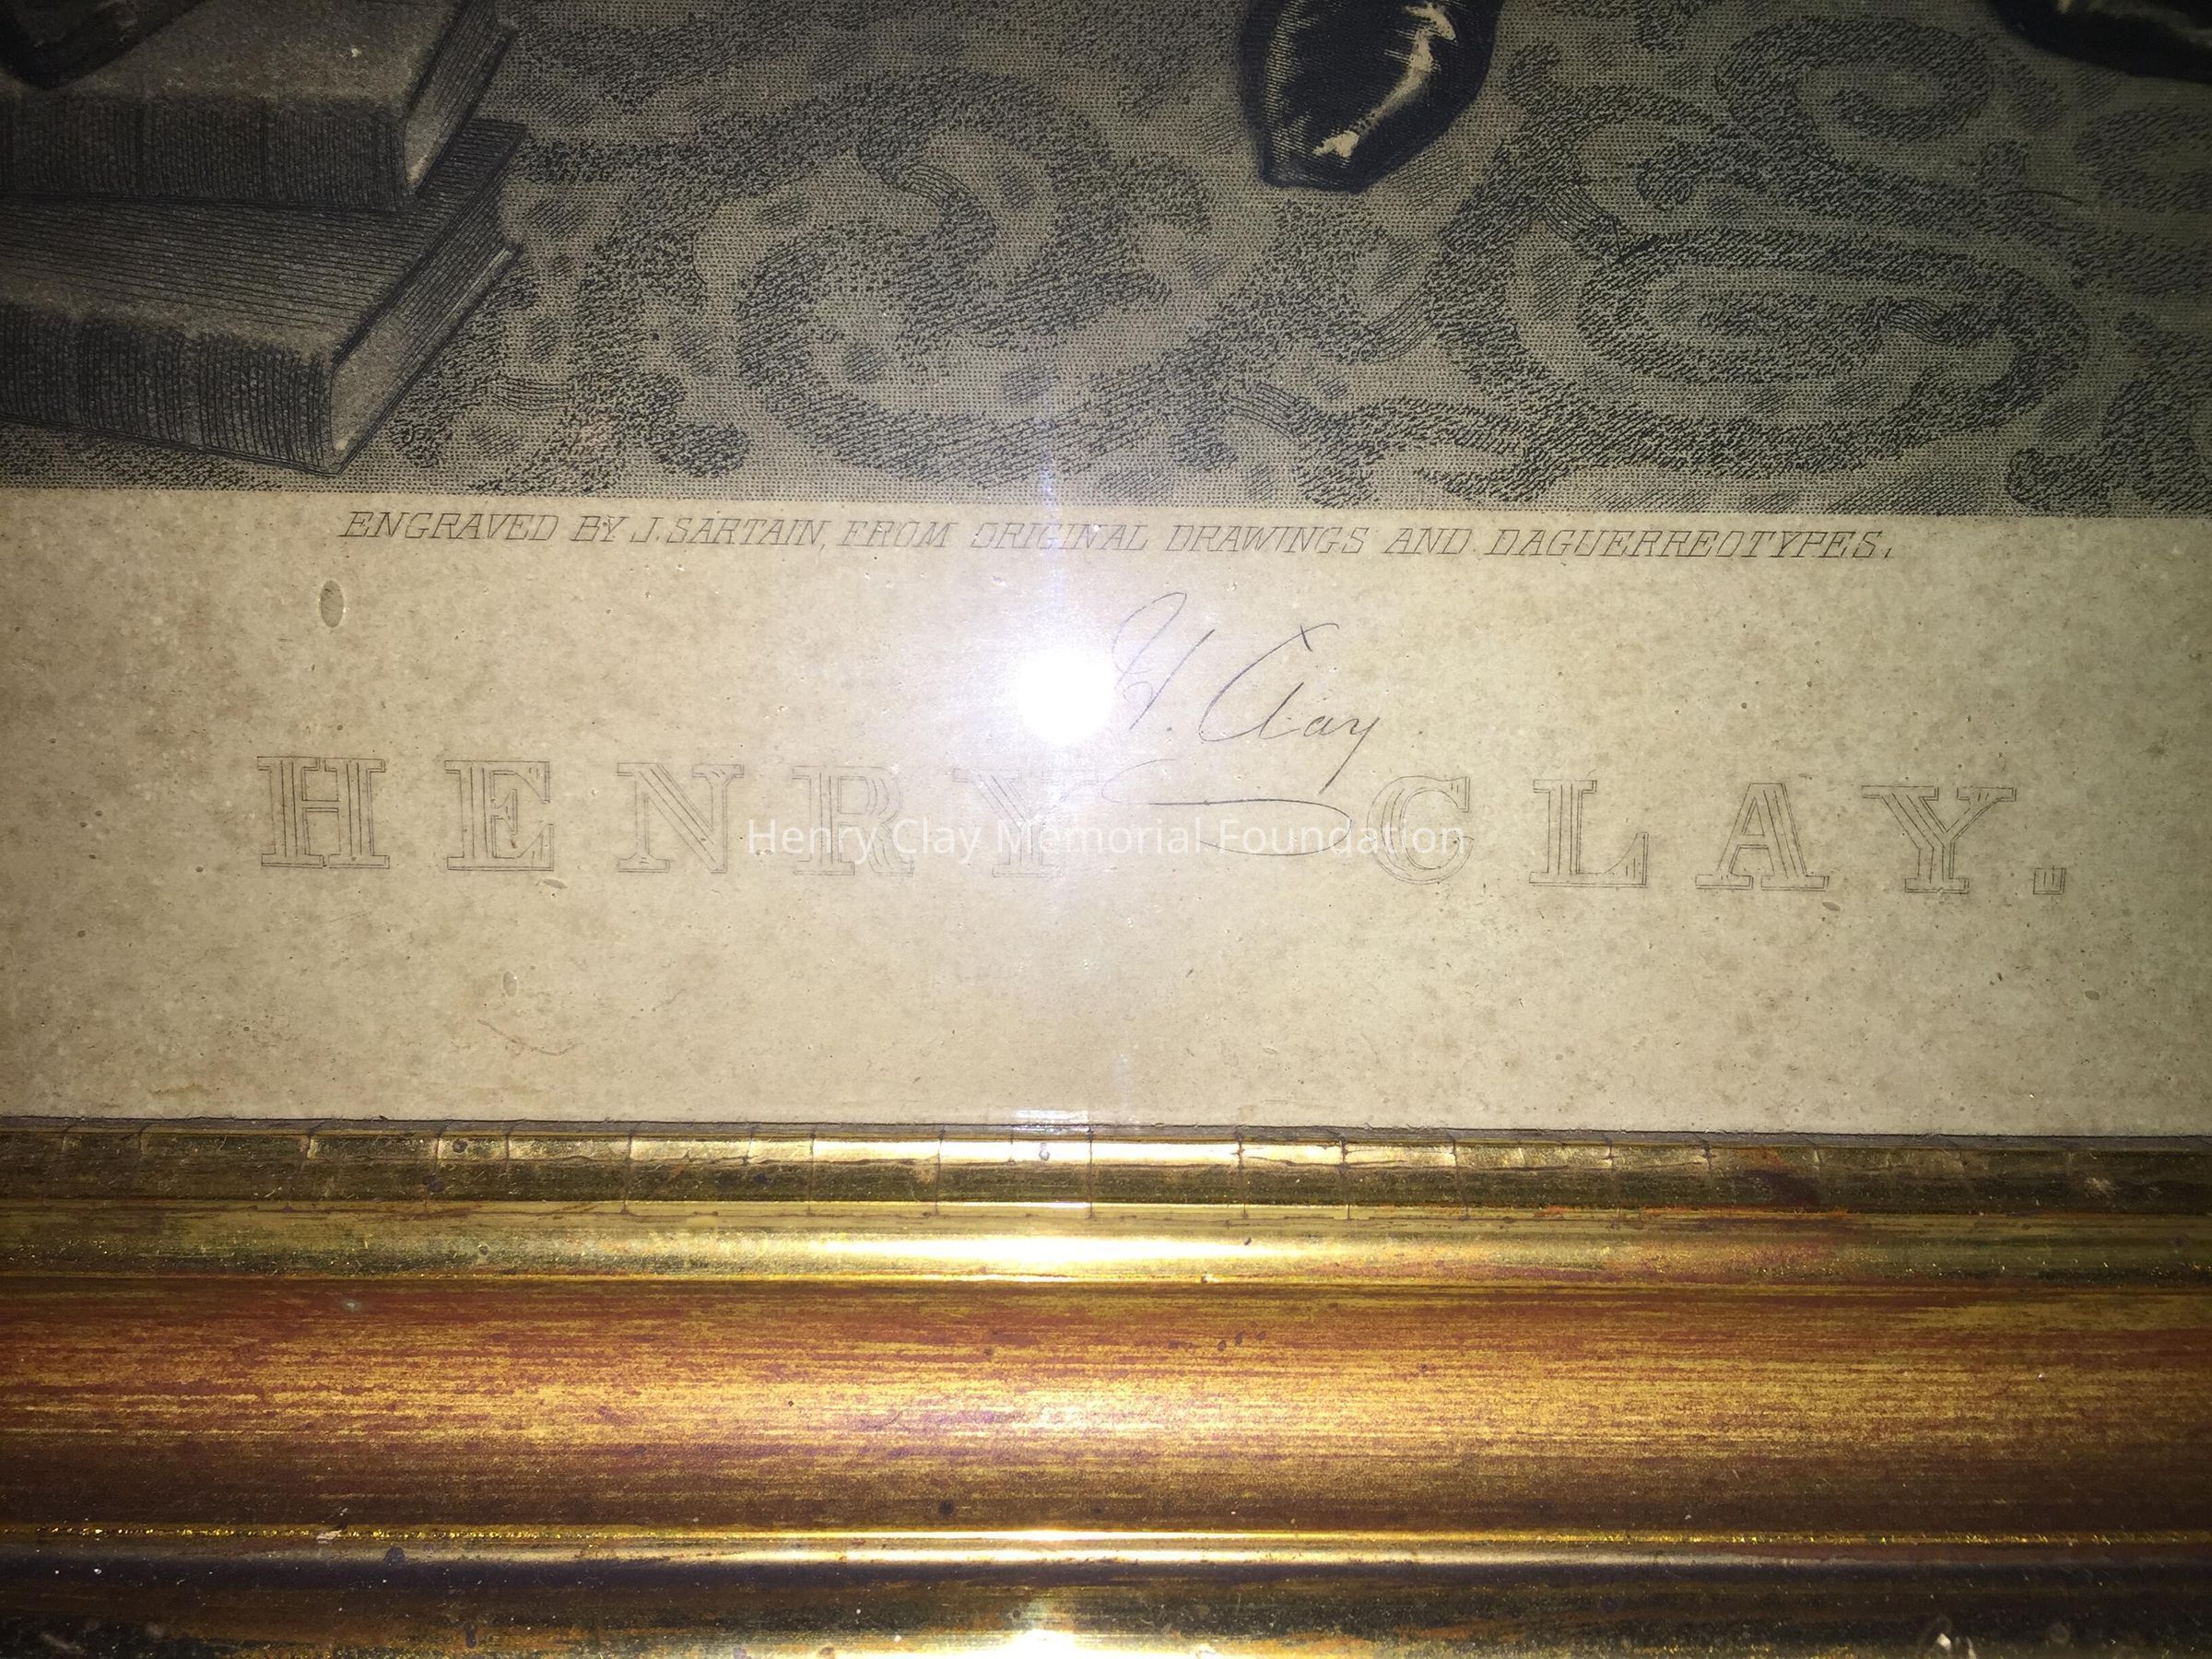 ENGRAVED BY J. SARTAIN, FROM ORIGINAL DRAWINGS AND DAGUERREOTYPES.
H. Clay
HENRY CLAY.
Henry Clay Memorial Foundation